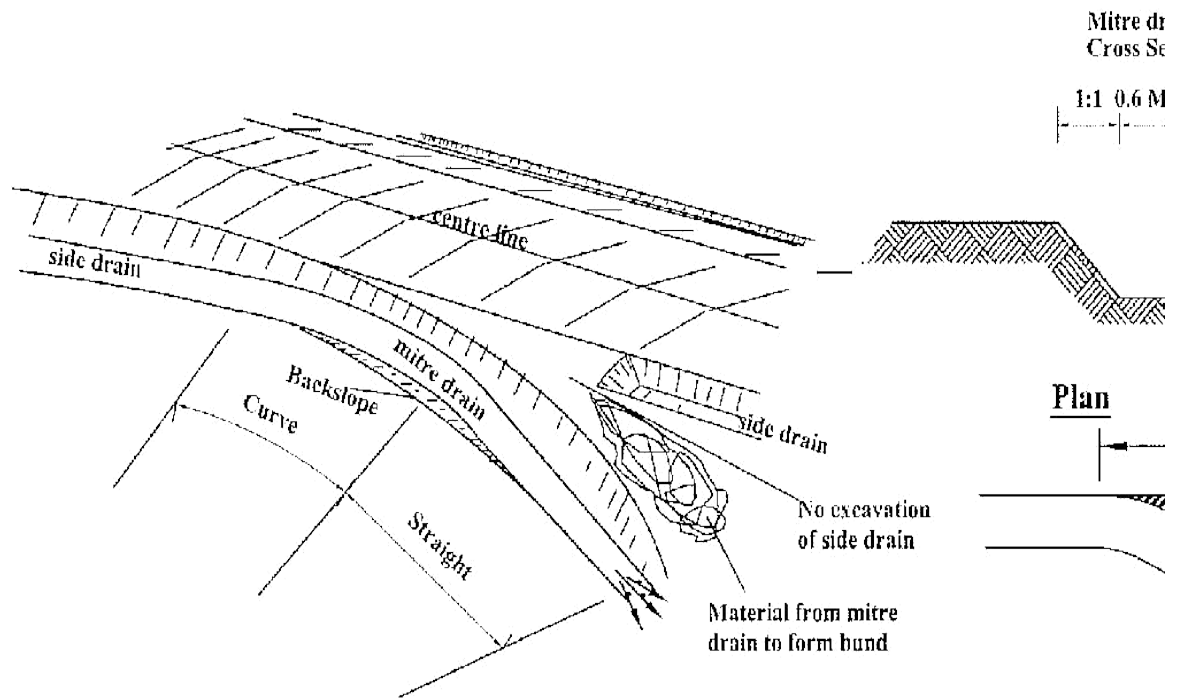 Mitre dr
Cross Se
1:1 0.6 M
centre line
side drain
mitre drain
Backslope
Curve
side drain
Plan
No excavation
of side drain
Straight
Material from mitre
drain to form bund